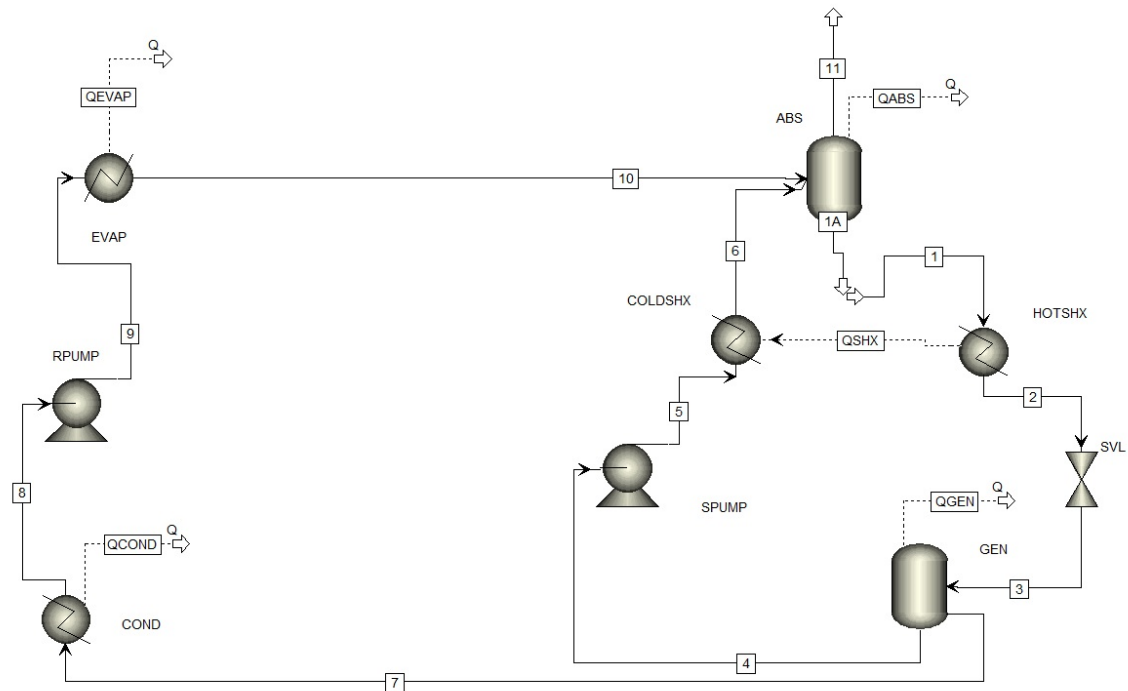 11
Q
QEVAP
Q
QABS
ABS
10
1A
EVAP
6
1
COLDSHX
HOTSHX
9
QSHX
RPUMP
2
5
SVL
8
Q
QGEN
SPUMP
Q
QCOND
GEN
3
COND
4
7